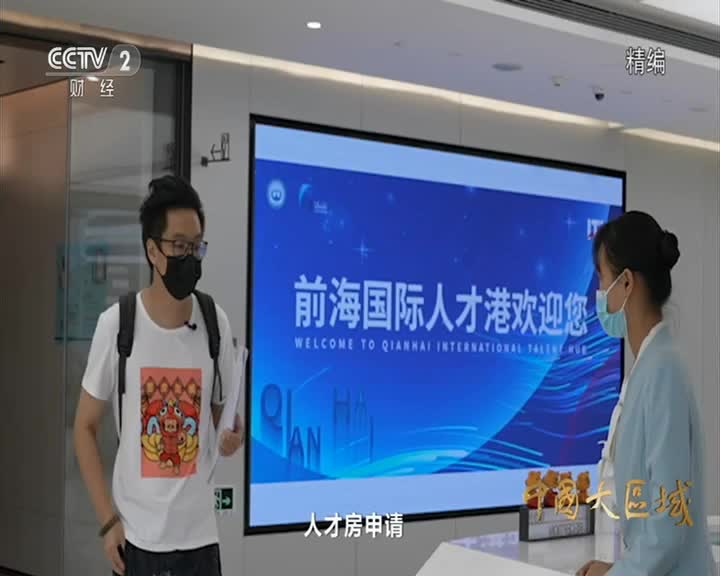 CCTV 2
财经
精编
前海国际人才港欢迎您
WELCOME TO QIANHAI INTERNATIONAL TALENT HUB
QIAN HAI
中国大区域
人才房申请